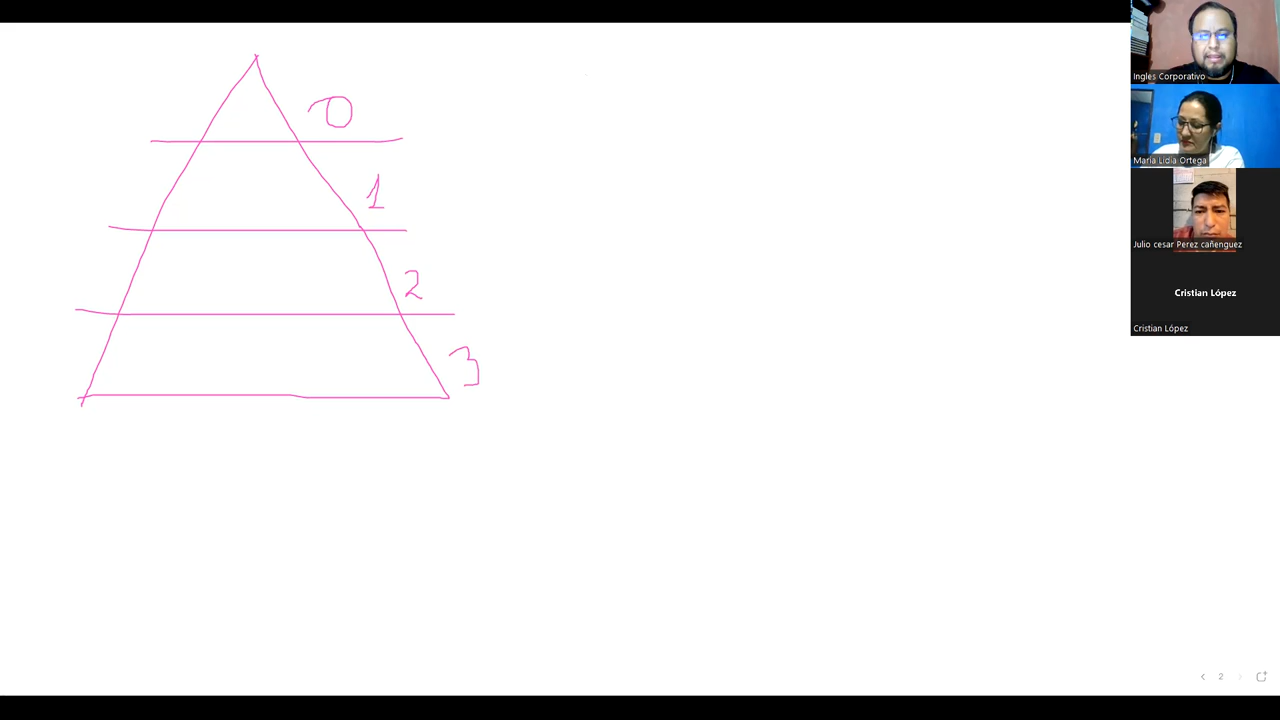 0
1
2
3
Ingles Corporativo
Maria Lidia Ortega
Julio cesar Perez cañenguez
Cristian López
Cristian López
2